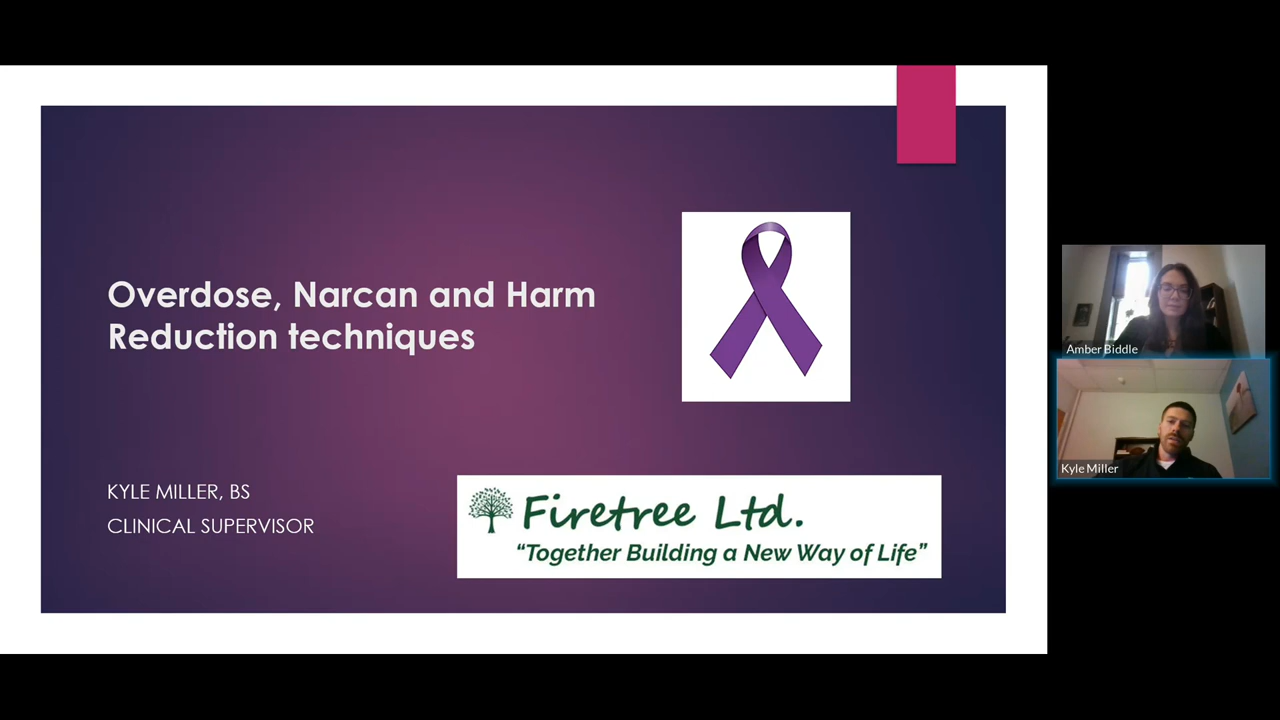 Overdose, Narcan and Harm
Reduction techniques
KYLE MILLER, BS
CLINICAL SUPERVISOR
Firetree Ltd.
“Together Building a New Way of Life”
Amber Biddle
Kyle Miller